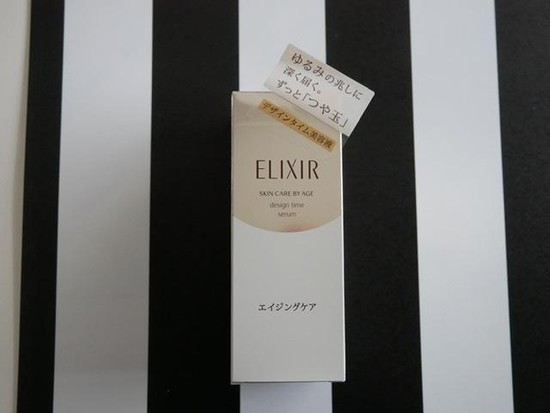 ゆるみの兆しに
深く届く。
ずっと「つや玉」
デザインタイム美容液
ELIXIR
SKIN CARE BY AGE
design time
serum
エイジングケア